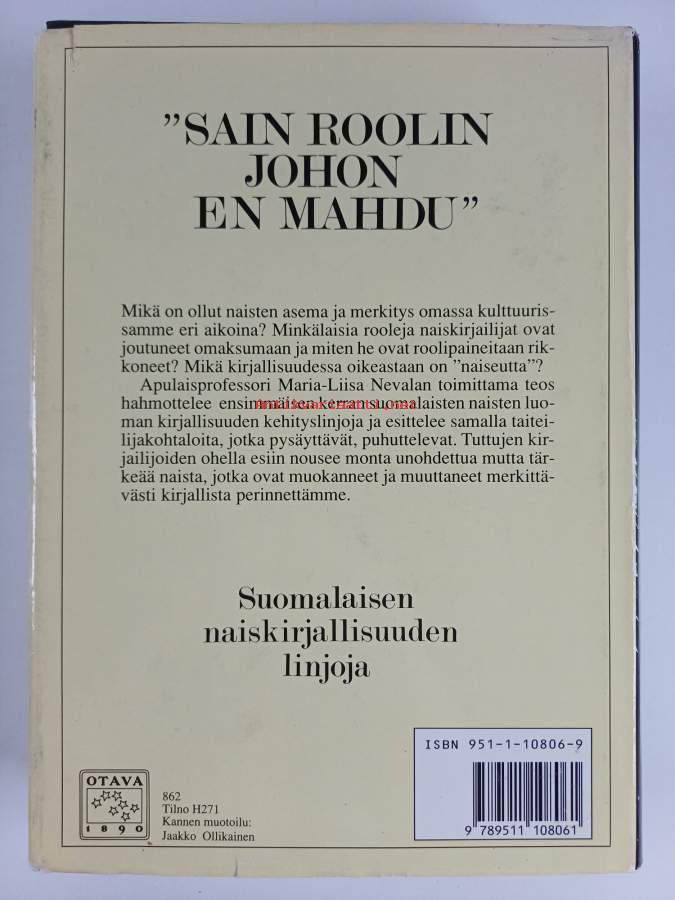 ”SAIN ROOLIN
JOHON
EN MAHDU”
Mikä on ollut naisten asema ja merkitys omassa kulttuuris-
samme eri aikoina? Minkälaisia rooleja naiskirjailijat ovat
joutuneet omaksumaan ja miten he ovat roolipaineitaan rik-
koneet? Mikä kirjallisuudessa oikeastaan on ”naiseutta”?
Apulaisprofessori Maria-Liisa Nevalan toimittama teos
hahmottelee ensimmäisen kerran suomalaisten naisten luo-
man kirjallisuuden kehityslinjoja ja esittelee samalla taitei-
lijakohtaloita, jotka pysäyttävät, puhuttelevat. Tuttujen kir-
jailijoiden ohella esiin nousee monta unohdettua mutta tär-
keää naista, jotka ovat muokanneet ja muuttaneet merkittä-
västi kirjallista perinnettämme.
Suomalaisen
naiskirjallisuuden
linjoja
OTAVA
1890
862
Tilno H271
Kannen muotoilu:
Jaakko Ollikainen
ISBN 951-1-10806-9
9 789511 108061